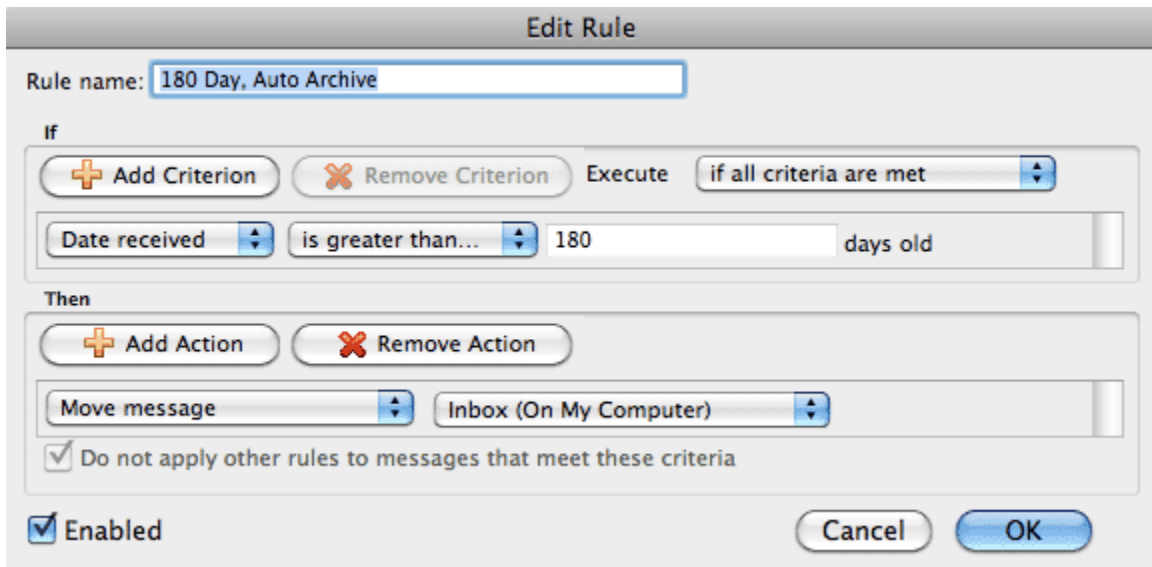 Edit Rule
Rule name: 180 Day, Auto Archive
If
Add Criterion Remove Criterion Execute if all criteria are met
Date received is greater than... 180 days old
Then
Add Action Remove Action
Move message Inbox (On My Computer)
Do not apply other rules to messages that meet these criteria
Enabled Cancel OK